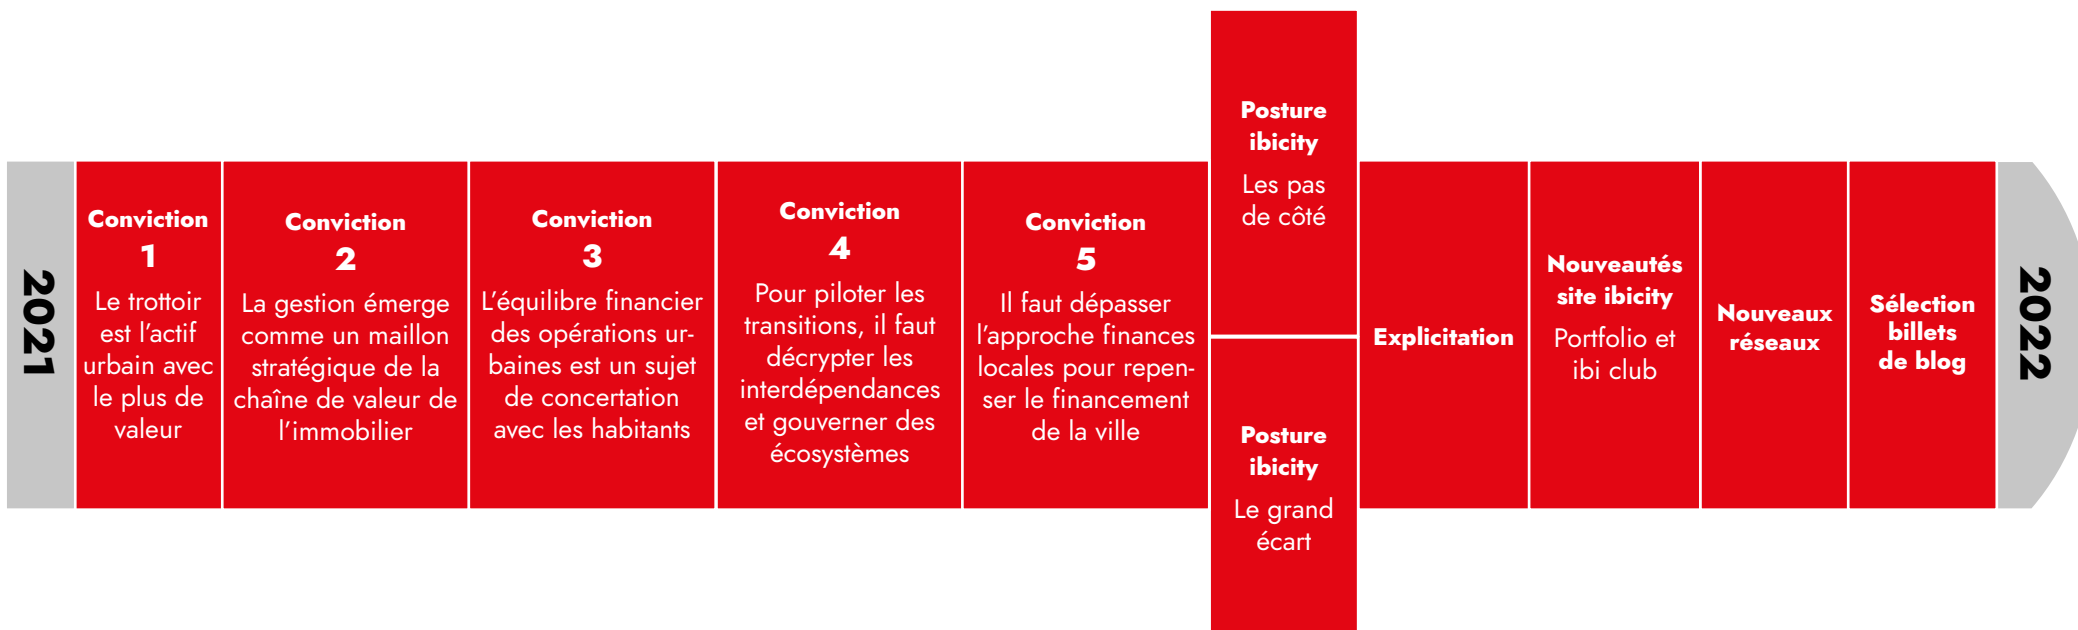 2021
Conviction
1
Le trottoir
est l’actif
urbain avec
le plus de
valeur
Conviction
2
La gestion émerge
comme un maillon
stratégique de la
chaîne de valeur de
l’immobilier
Conviction
3
L’équilibre financier
des opérations ur-
baines est un sujet
de concertation
avec les habitants
Conviction
4
Pour piloter les
transitions, il faut
décrypter les
interdépendances
et gouverner des
écosystèmes
Conviction
5
Il faut dépasser
l’approche finances
locales pour repen-
ser le financement
de la ville
Posture
ibicity
Les pas
de côté
Posture
ibicity
Le grand
écart
Explicitation
Nouveautés
site ibicity
Portfolio et
ibi club
Nouveaux
réseaux
Sélection
billets
de blog
2022